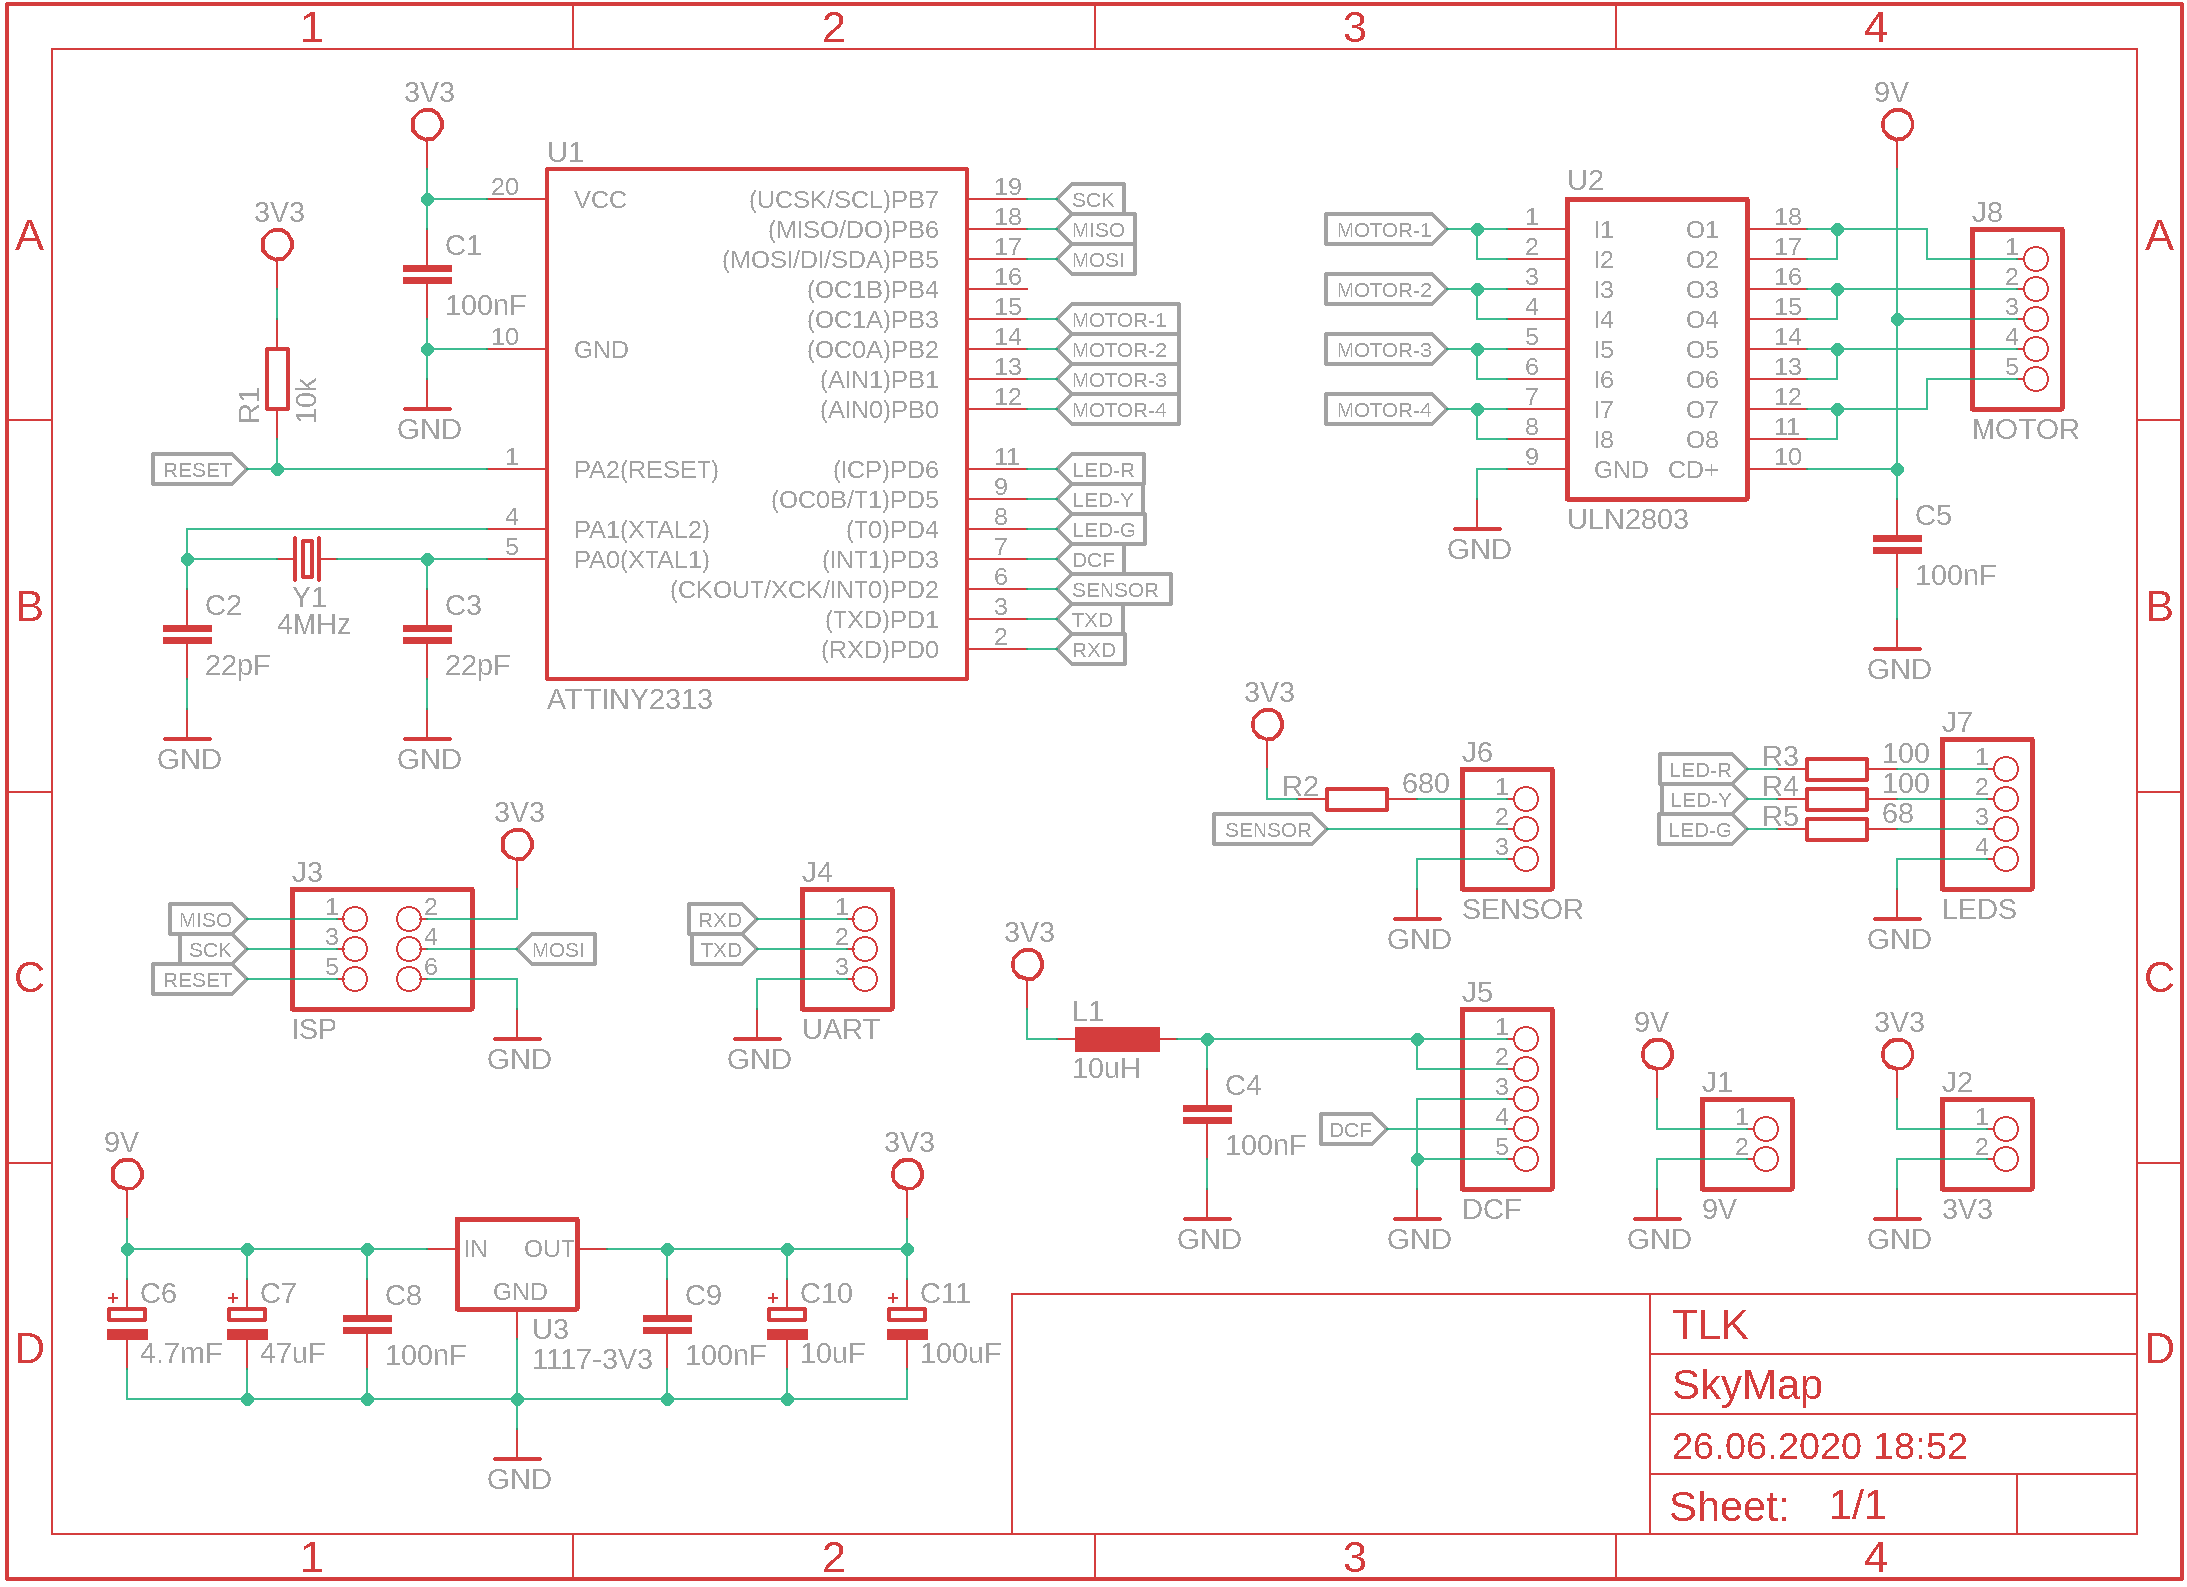 1 2 3 4
A A
B B
C C
D D
3V3
3V3
C1
100nF
GND
R1
10k
RESET
U1
20 VCC
10 GND
1 PA2(RESET)
4 PA1(XTAL2)
5 PA0(XTAL1)
(UCSK/SCL)PB7 19 SCK
(MISO/DO)PB6 18 MISO
(MOSI/DI/SDA)PB5 17 MOSI
(OC1B)PB4 16
(OC1A)PB3 15 MOTOR-1
(OC0A)PB2 14 MOTOR-2
(AIN1)PB1 13 MOTOR-3
(AIN0)PB0 12 MOTOR-4
(ICP)PD6 11 LED-R
(OC0B/T1)PD5 9 LED-Y
(T0)PD4 8 LED-G
(INT1)PD3 7 DCF
(CKOUT/XCK/INT0)PD2 6 SENSOR
(TXD)PD1 3 TXD
(RXD)PD0 2 RXD
ATTINY2313
C2
22pF
GND
Y1
4MHz
C3
22pF
GND
U2
MOTOR-1 1 I1 O1 18
2 I2 O2 17
MOTOR-2 3 I3 O3 16
4 I4 O4 15
MOTOR-3 5 I5 O5 14
6 I6 O6 13
MOTOR-4 7 I7 O7 12
8 I8 O8 11
9 GND CD+ 10
ULN2803
GND
9V
J8
1
2
3
4
5
MOTOR
C5
100nF
GND
3V3
J6
R2 680 1
SENSOR 2
3
GND
SENSOR
J7
LED-R R3 100 1
LED-Y R4 100 2
LED-G R5 68 3
4
GND
LEDS
3V3
J3
MISO 1 2
SCK 3 4 MOSI
RESET 5 6
ISP
GND
J4
RXD 1
TXD 2
3
GND
UART
3V3
L1
10uH
C4
100nF
GND
J5
1
2
3
DCF 4
5
GND
DCF
9V
J1
1
2
GND
9V
3V3
J2
1
2
GND
3V3
9V
3V3
IN OUT
GND
U3
1117-3V3
C6
4.7mF
C7
47uF
C8
100nF
C9
100nF
C10
10uF
C11
100uF
+ + + +
GND
TLK
SkyMap
26.06.2020 18:52
Sheet: 1/1
1 2 3 4